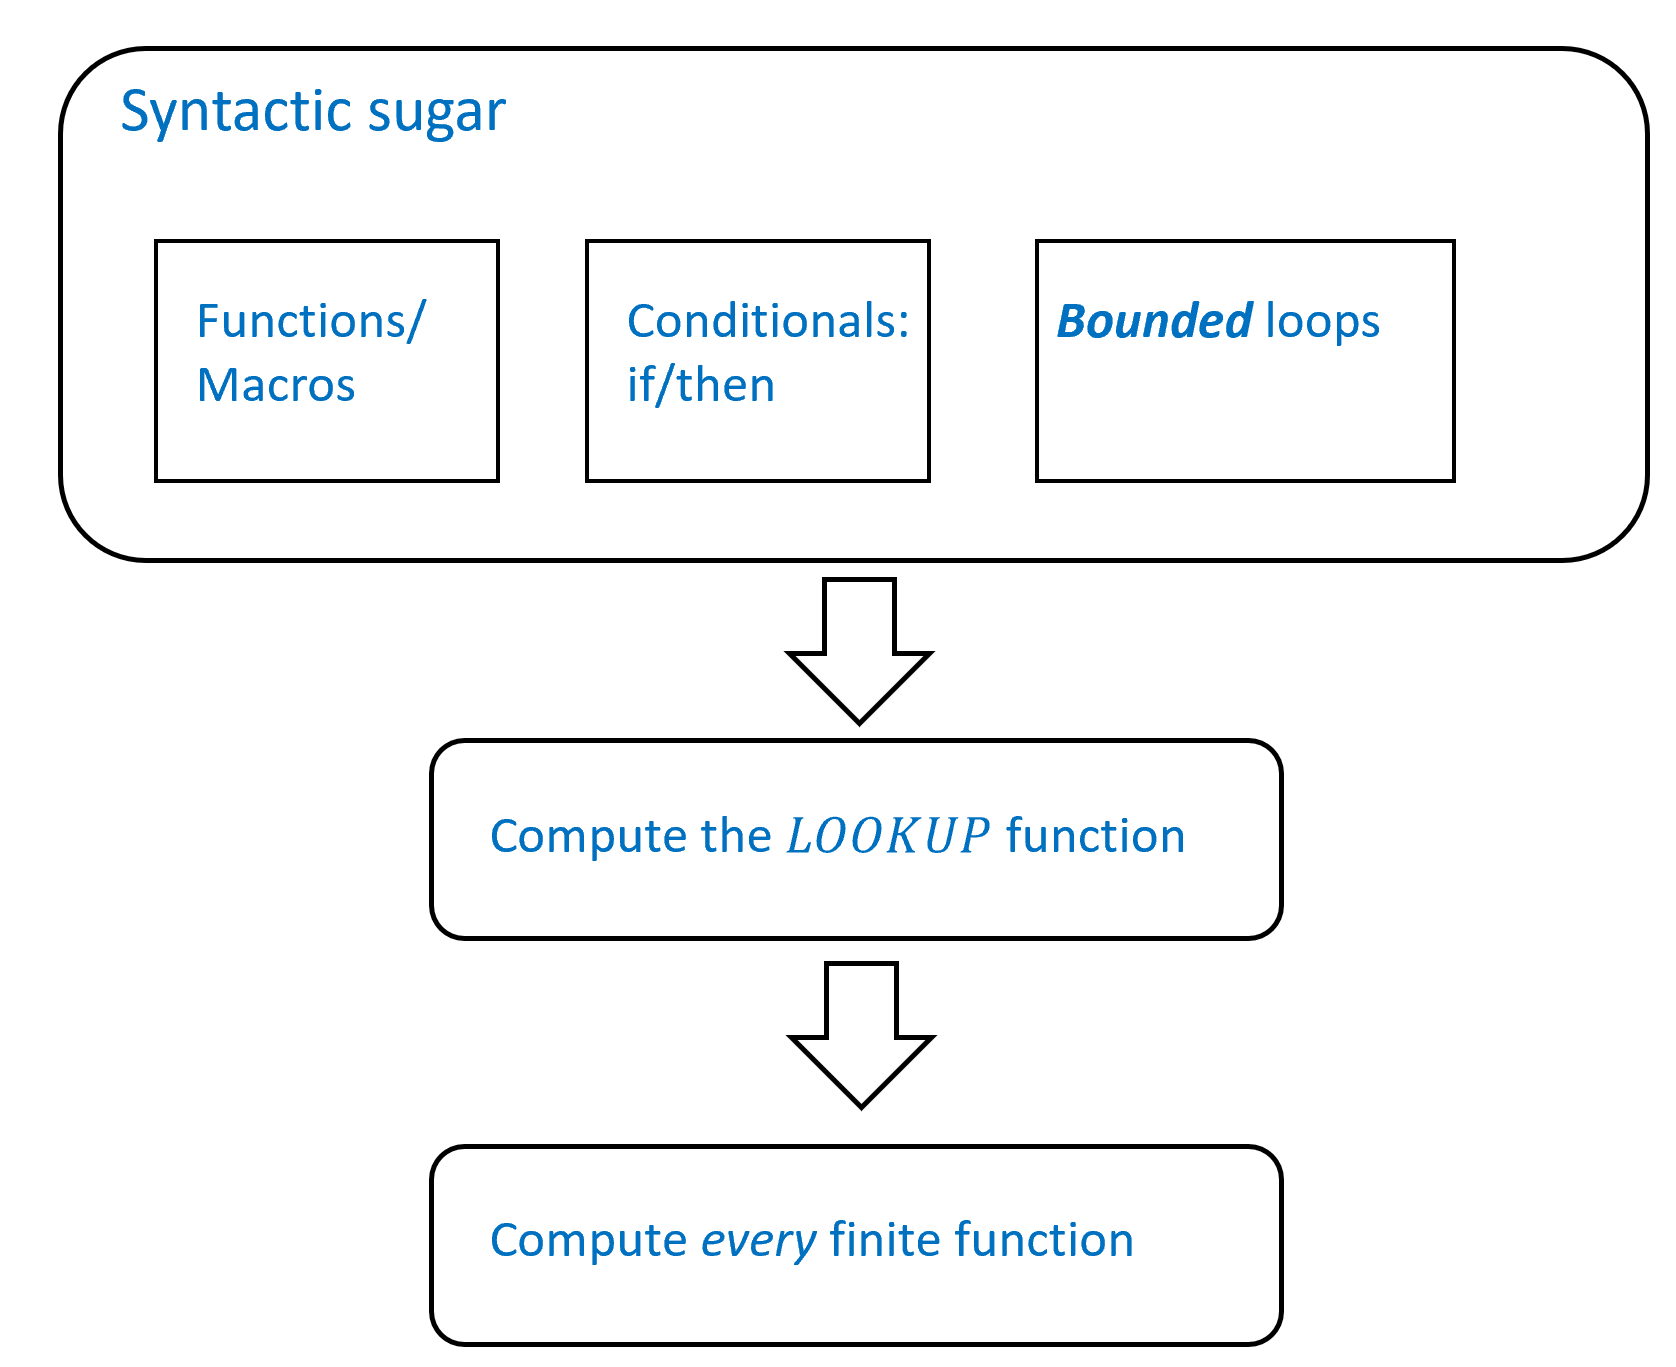 Syntactic sugar
Functions/
Macros
Conditionals:
if/then
Bounded loops
Compute the LOOKUP function
Compute every finite function